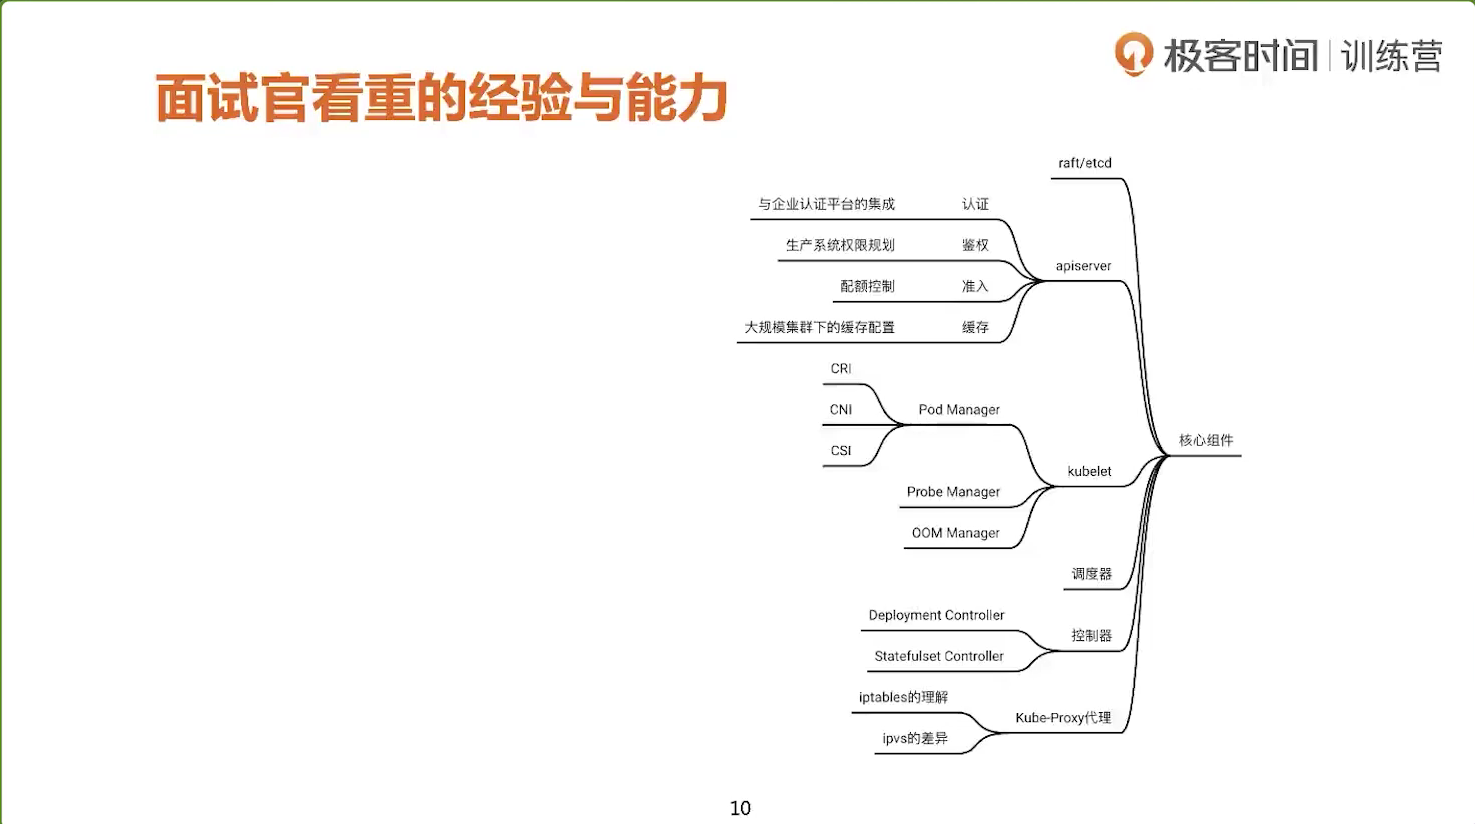 极客时间 训练营
面试官看重的经验与能力
raft/etcd
与企业认证平台的集成 认证
生产系统权限规划 鉴权
apiserver
配额控制 准入
大规模集群下的缓存配置 缓存
CRI
CNI Pod Manager
核心组件
CSI
kubelet
Probe Manager
OOM Manager
调度器
Deployment Controller
控制器
Statefulset Controller
iptables的理解
Kube-Proxy代理
ipvs的差异
10